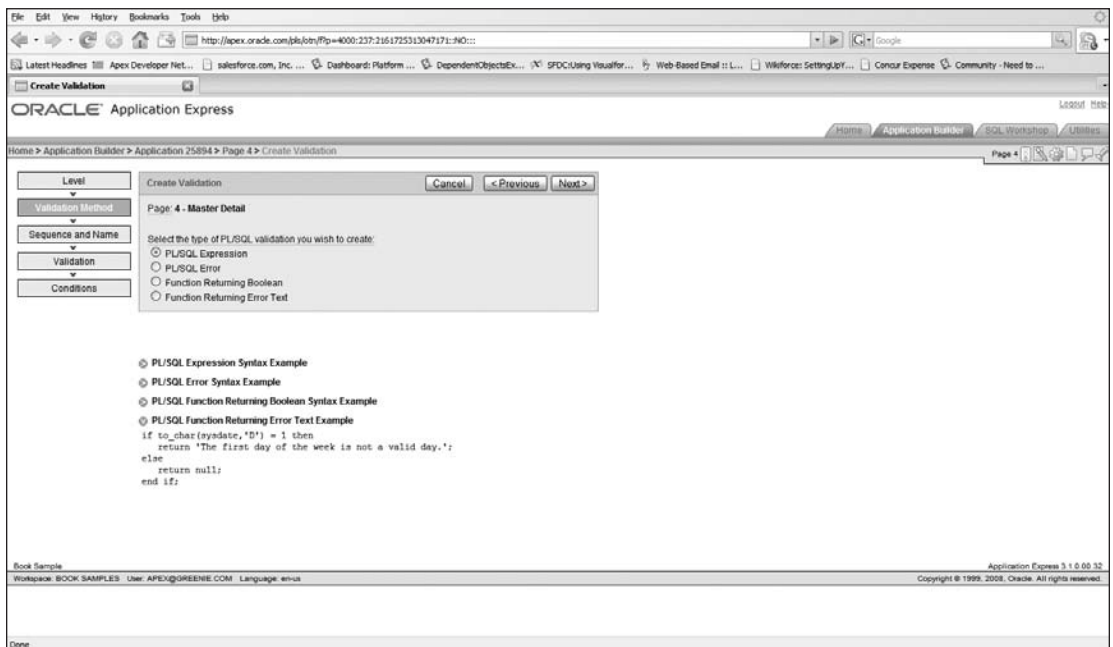 File Edit View History Bookmarks Tools Help
http://apex.oracle.com/pls/otn/f?p=4000:237:2161725313047171::NO:::
Google
Latest Headlines Apex Developer Net... salesforce.com, Inc. ... Dashboard: Platform ... DependentObjectsEx... SFDC:Using Visualfor... Web-Based Email :: L... Wikiforce: SettingUpY... Concur Expense Community - Need to ...
Create Validation
ORACLE Application Express
Logout Help
Home Application Builder SQL Workshop Utilities
Home > Application Builder > Application 25894 > Page 4 > Create Validation
Page 4
Level
Validation Method
Sequence and Name
Validation
Conditions
Create Validation
Cancel < Previous Next >
Page: 4 - Master Detail
Select the type of PL/SQL validation you wish to create:
PL/SQL Expression
PL/SQL Error
Function Returning Boolean
Function Returning Error Text
PL/SQL Expression Syntax Example
PL/SQL Error Syntax Example
PL/SQL Function Returning Boolean Syntax Example
PL/SQL Function Returning Error Text Example
if to_char(sysdate,'D') = 1 then
return 'The first day of the week is not a valid day.';
else
return null;
end if;
Book Sample
Application Express 3.1.0.00.32
Workspace: BOOK SAMPLES User: APEX@GREENIE.COM Language: en-us
Copyright © 1999, 2008, Oracle. All rights reserved.
Done